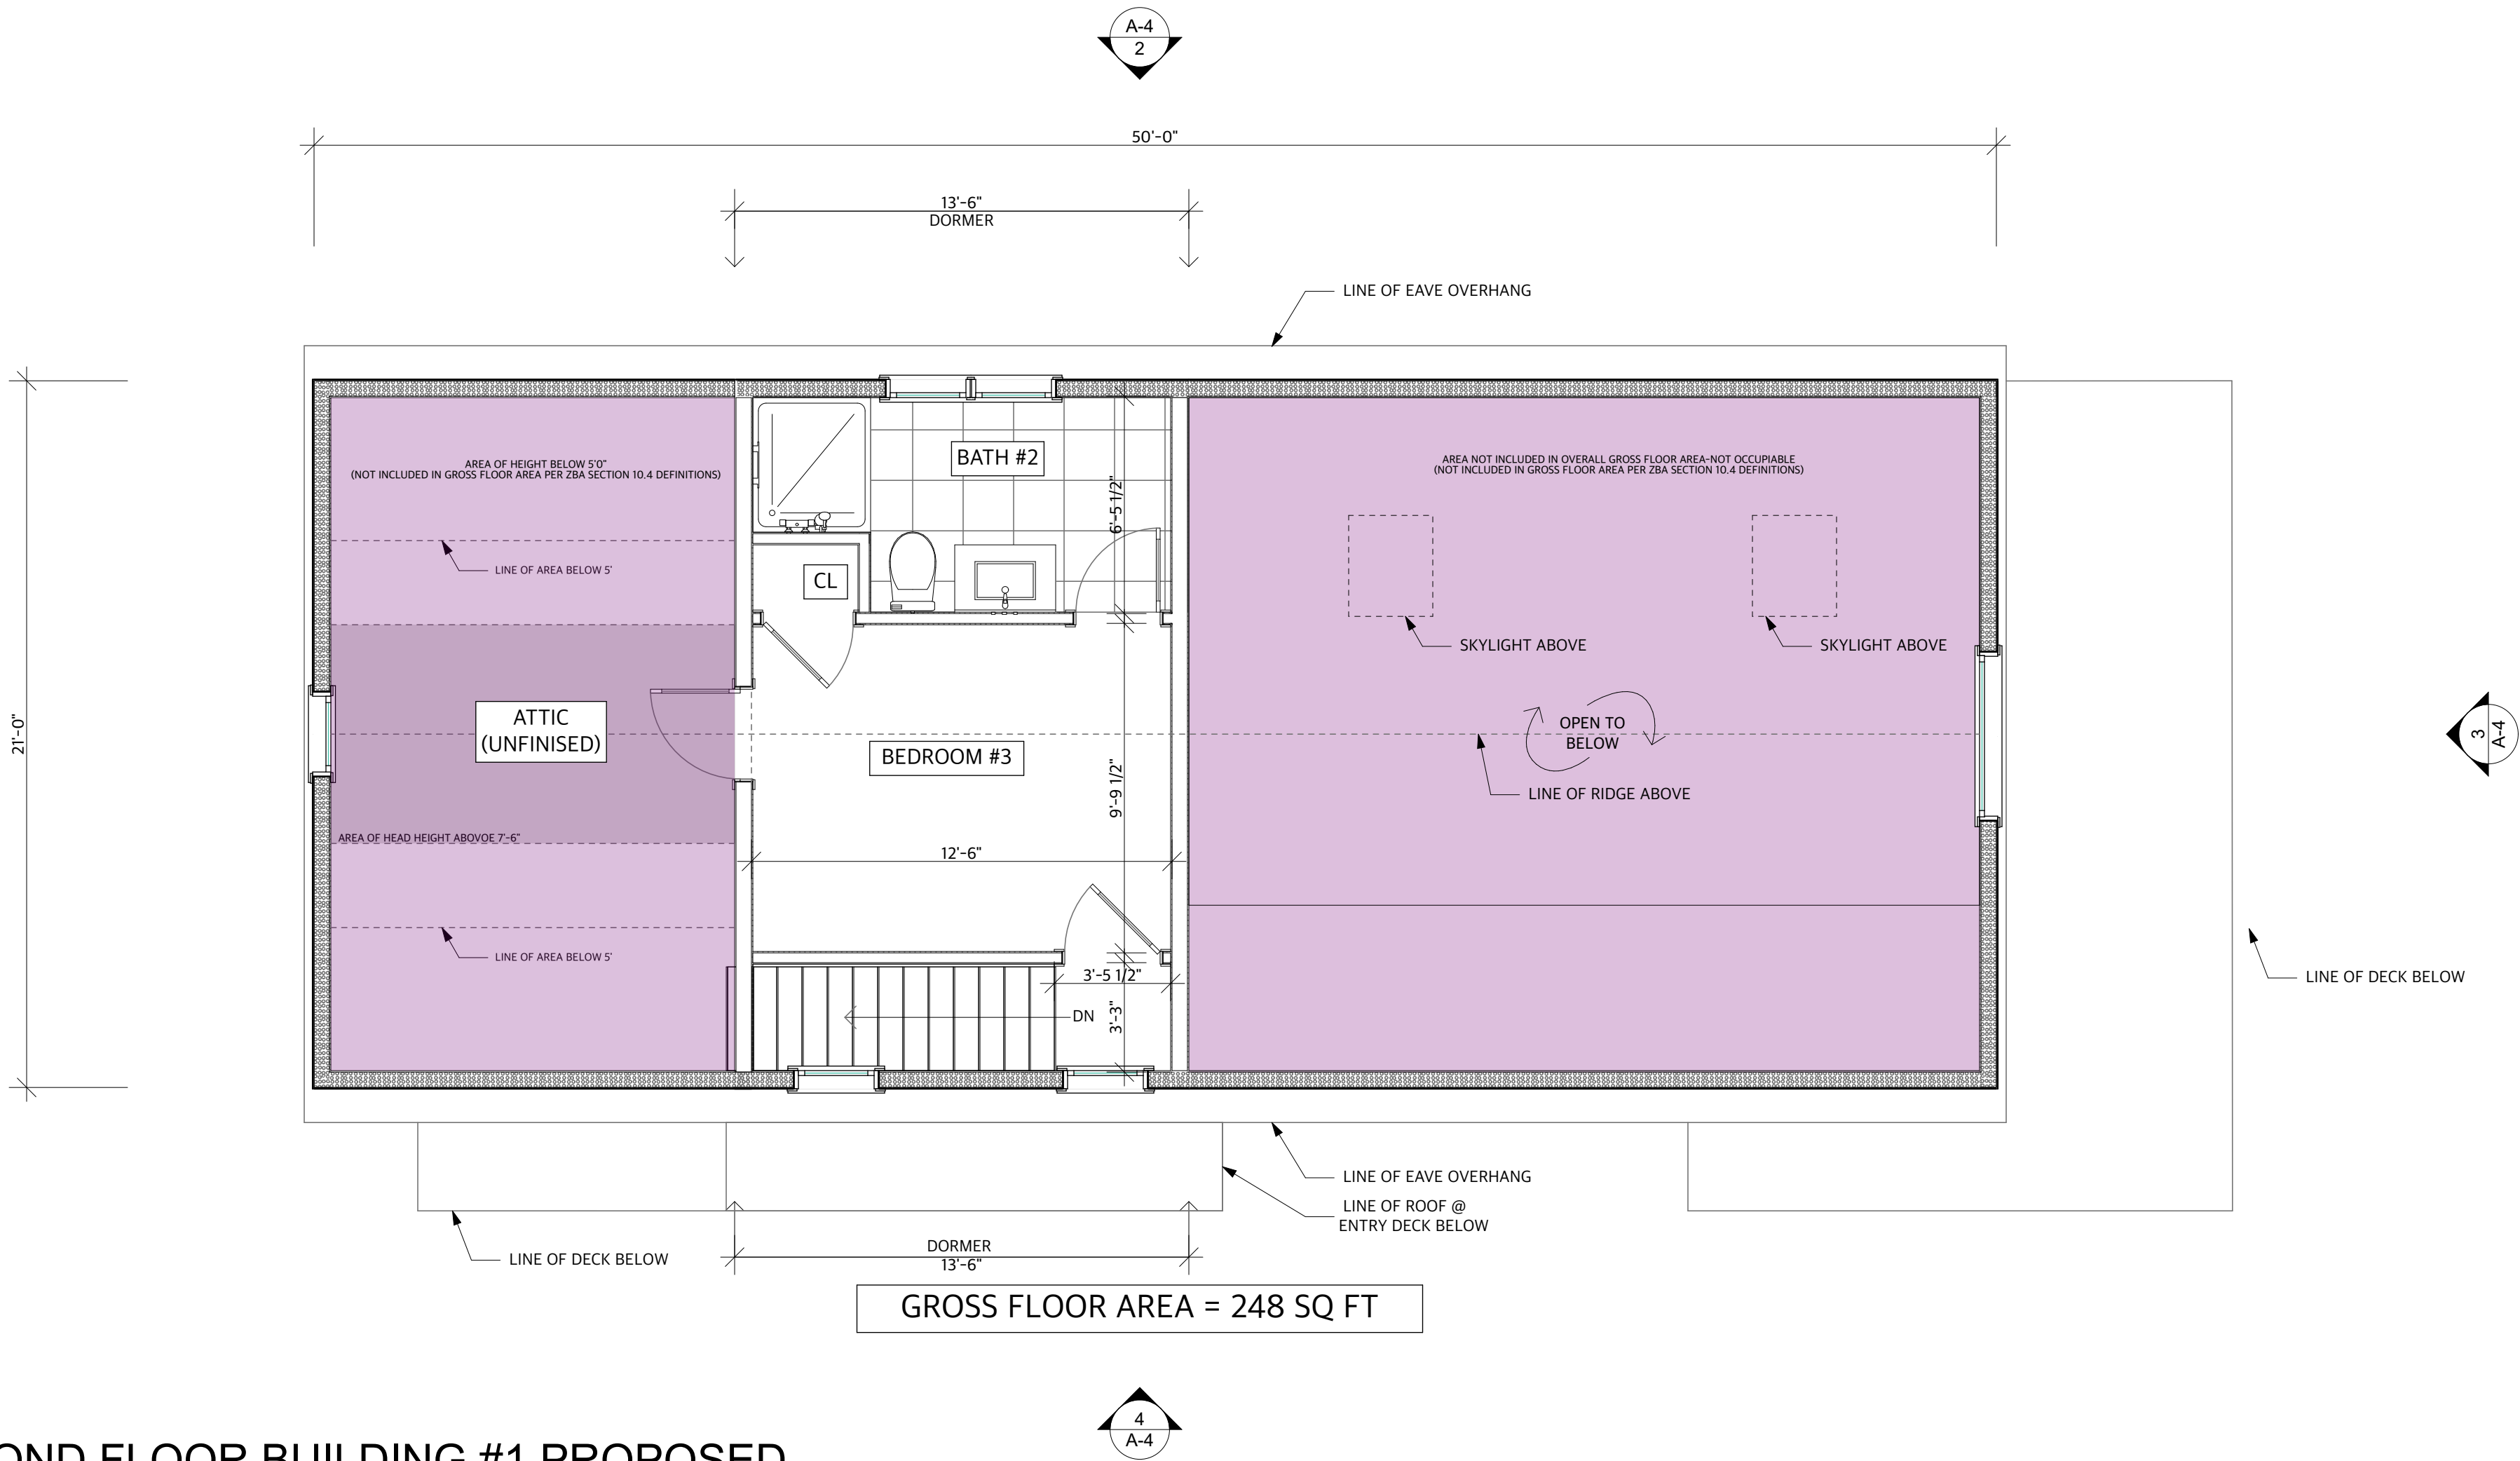 A-4
2
50'-0"
13'-6"
DORMER
LINE OF EAVE OVERHANG
AREA OF HEIGHT BELOW 5'0"
(NOT INCLUDED IN GROSS FLOOR AREA PER ZBA SECTION 10.4 DEFINITIONS)
BATH #2
AREA NOT INCLUDED IN OVERALL GROSS FLOOR AREA-NOT OCCUPIABLE
(NOT INCLUDED IN GROSS FLOOR AREA PER ZBA SECTION 10.4 DEFINITIONS)
6'-5 1/2"
LINE OF AREA BELOW 5'
CL
SKYLIGHT ABOVE
SKYLIGHT ABOVE
21'-0"
ATTIC
(UNFINISED)
BEDROOM #3
9'-9 1/2"
OPEN TO
BELOW
LINE OF RIDGE ABOVE
3
A-4
AREA OF HEAD HEIGHT ABOVOE 7'-6"
12'-6"
LINE OF AREA BELOW 5'
3'-5 1/2"
DN
3'-3"
LINE OF DECK BELOW
LINE OF EAVE OVERHANG
LINE OF ROOF @
ENTRY DECK BELOW
LINE OF DECK BELOW
DORMER
13'-6"
GROSS FLOOR AREA = 248 SQ FT
4
A-4
OND FLOOR BUILDING #1 PROPOSED